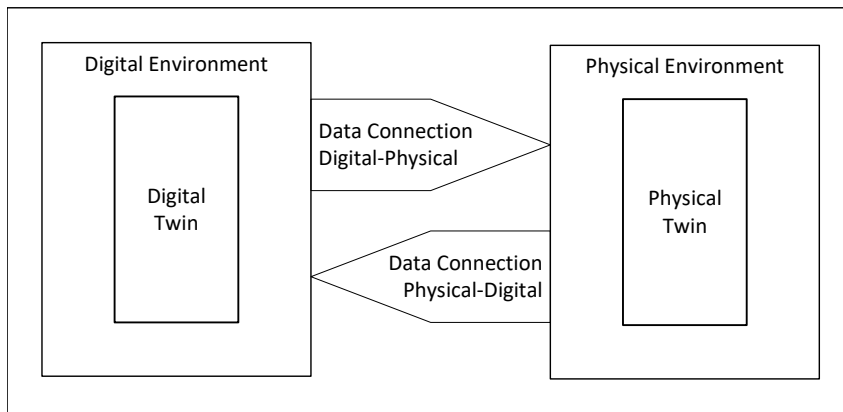 Digital Environment
Digital
Twin
Data Connection
Digital-Physical
Data Connection
Physical-Digital
Physical Environment
Physical
Twin